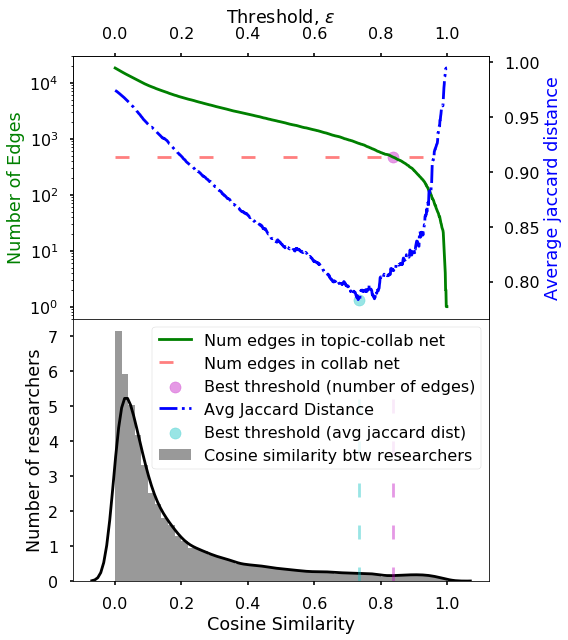 Threshold, ε
0.0 0.2 0.4 0.6 0.8 1.0
Number of Edges
10⁴
10³
10²
10¹
10⁰
1.00
0.95
0.90
0.85
0.80
Average jaccard distance
Num edges in topic-collab net
Num edges in collab net
Best threshold (number of edges)
Avg Jaccard Distance
Best threshold (avg jaccard dist)
Cosine similarity btw researchers
Number of researchers
7
6
5
4
3
2
1
0
0.0 0.2 0.4 0.6 0.8 1.0
Cosine Similarity